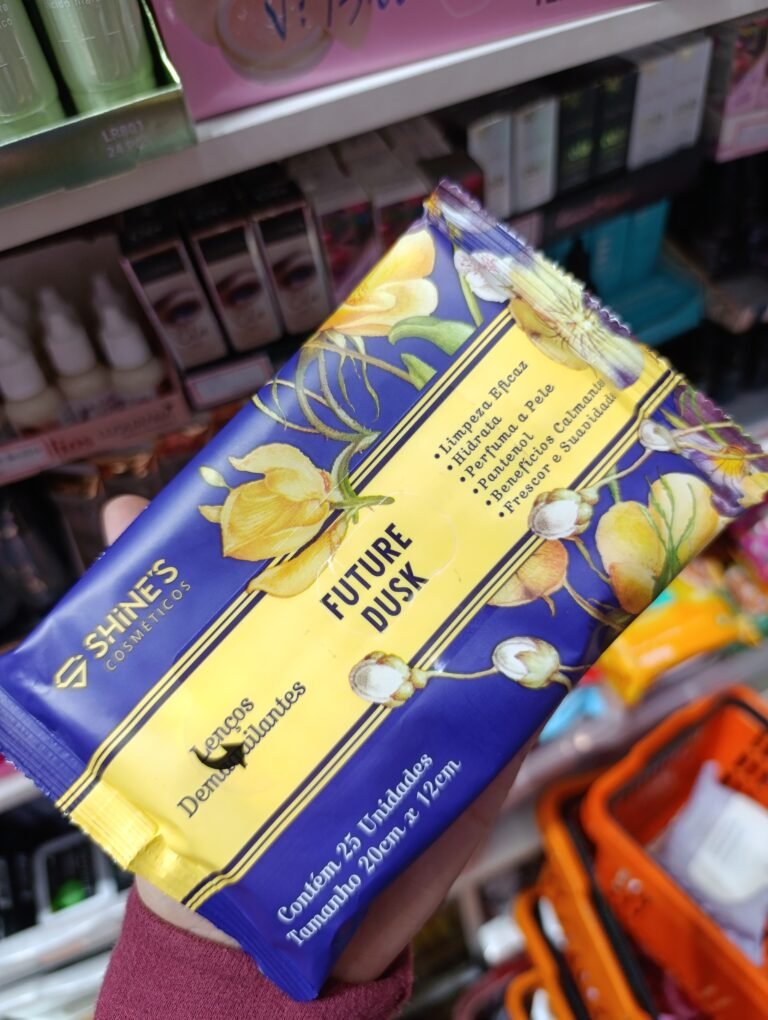 LR803
SHINE'S
COSMÉTICOS
Lenços
Demaquilantes
FUTURE
DUSK
•Limpeza Eficaz
•Hidrata
•Perfuma a Pele
•Pantenol
•Benefícios Calmantes
•Frescor e Suavidade
Contém 25 Unidades
Tamanho 20cm x 12cm